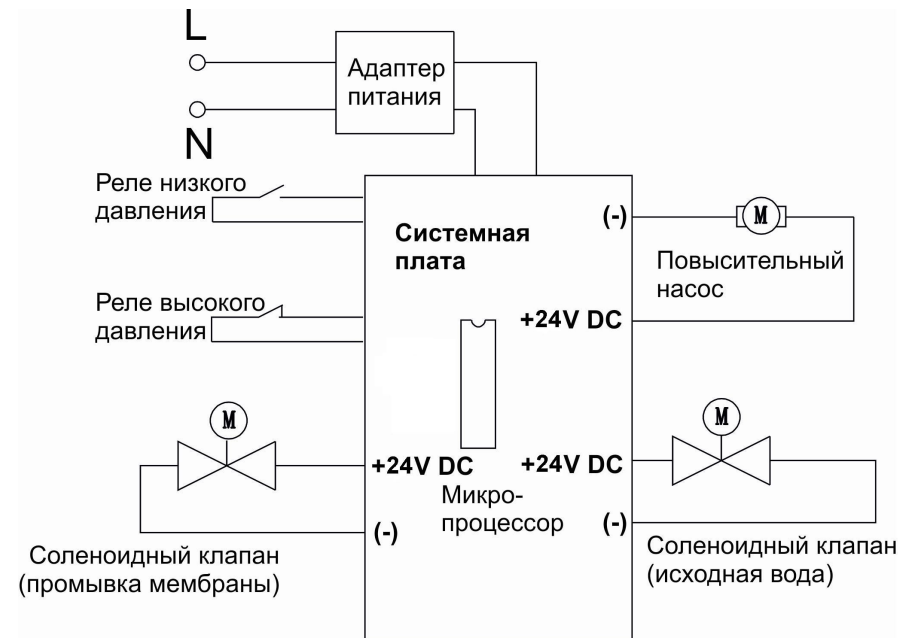 L
Адаптер
питания
N
Реле низкого
давления
Системная
плата
(-)
M
Повысительный
насос
+24V DC
Реле высокого
давления
M
+24V DC
(-)
Соленоидный клапан
(промывка мембраны)
Микро-
процессор
M
+24V DC
(-)
Соленоидный клапан
(исходная вода)